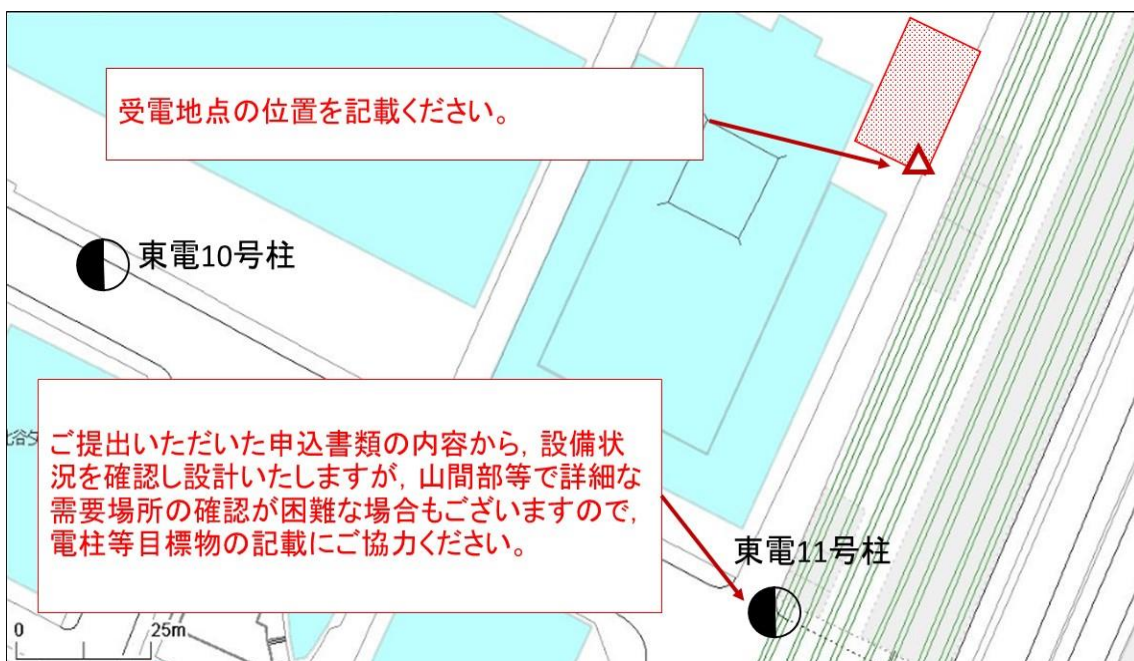 受電地点の位置を記載ください。
東電10号柱
ご提出いただいた申込書類の内容から，設備状
況を確認し設計いたしますが，山間部等で詳細な
需要場所の確認が困難な場合もございますので，
電柱等目標物の記載にご協力ください。
東電11号柱
0 25m